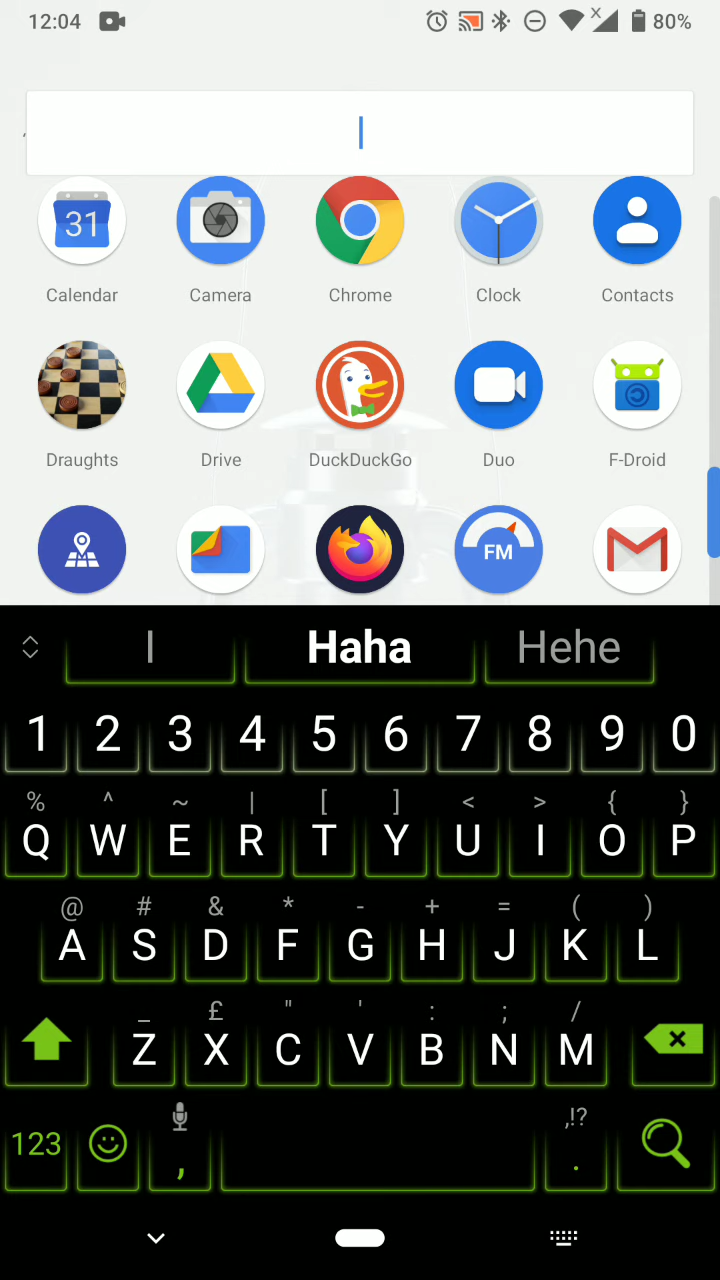 12:04 80%
31
Calendar Camera Chrome Clock Contacts
Draughts Drive DuckDuckGo Duo F-Droid
FM
I Haha Hehe
1 2 3 4 5 6 7 8 9 0
% ^ ~ | [ ] < > { }
Q W E R T Y U I O P
@ # & * - + = ( )
A S D F G H J K L
_ £ " ' : ; /
Z X C V B N M
,!?
123 , .